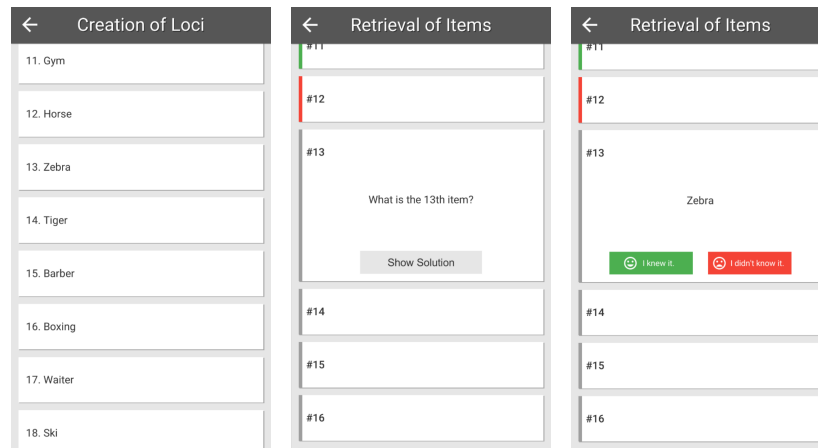 Creation of Loci
11. Gym
12. Horse
13. Zebra
14. Tiger
15. Barber
16. Boxing
17. Waiter
18. Ski
Retrieval of Items
#11
#12
#13
What is the 13th item?
Show Solution
#14
#15
#16
Retrieval of Items
#11
#12
#13
Zebra
I knew it.
I didn't know it.
#14
#15
#16